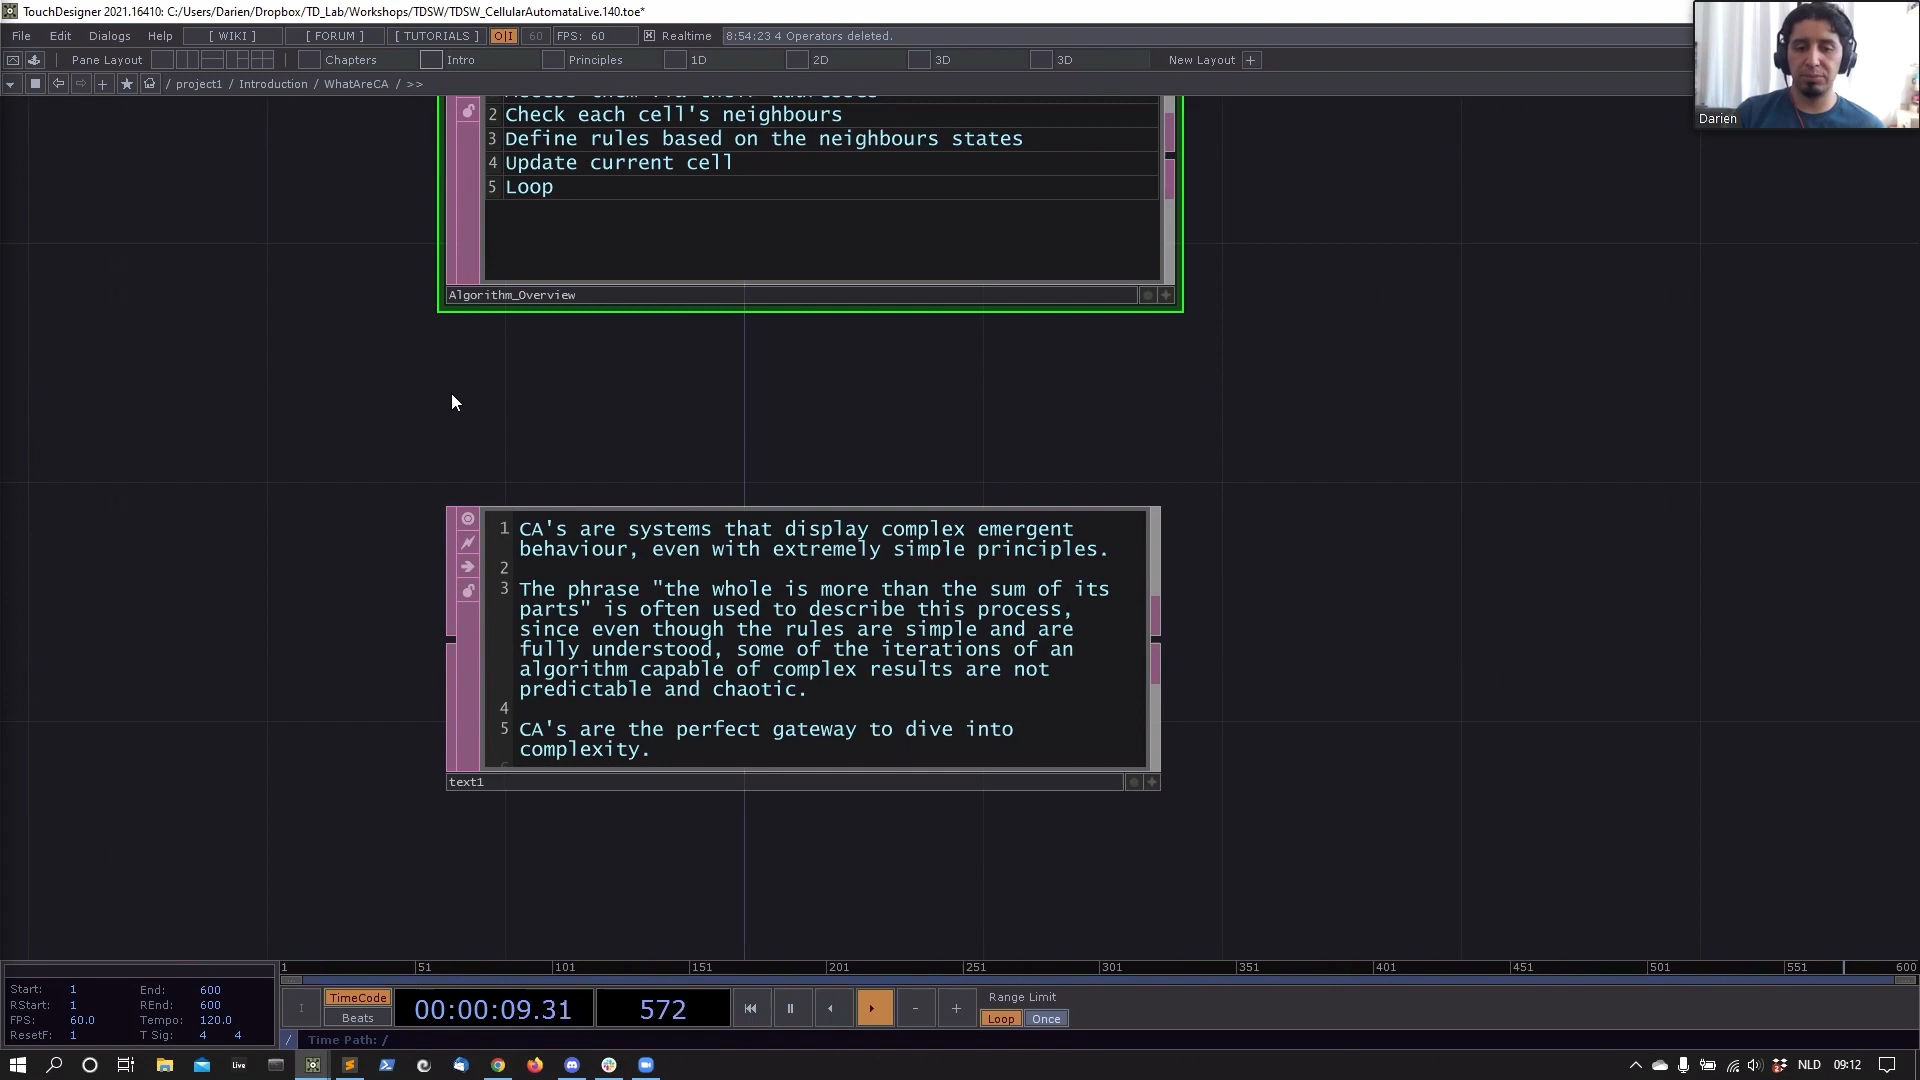 TouchDesigner 2021.16410: C:/Users/Darien/Dropbox/TD_Lab/Workshops/TDSW/TDSW_CellularAutomataLive.140.toe*
File Edit Dialogs Help [ WIKI ] [ FORUM ] [ TUTORIALS ] O|I 60 FPS: 60 Realtime 8:54:23 4 Operators deleted.
Pane Layout Chapters Intro Principles 1D 2D 3D 3D New Layout +
/ project1 / Introduction / WhatAreCA / >>
Darien
2 Check each cell's neighbours
3 Define rules based on the neighbours states
4 Update current cell
5 Loop
Algorithm_Overview
1 CA's are systems that display complex emergent
behaviour, even with extremely simple principles.
2
3 The phrase "the whole is more than the sum of its
parts" is often used to describe this process,
since even though the rules are simple and are
fully understood, some of the iterations of an
algorithm capable of complex results are not
predictable and chaotic.
4
5 CA's are the perfect gateway to dive into
complexity.
text1
1 51 101 151 201 251 301 351 401 451 501 551 600
Start: 1 End: 600
RStart: 1 REnd: 600
FPS: 60.0 Tempo: 120.0
ResetF: 1 T Sig: 4 4
TimeCode
Beats
00:00:09.31 572
Range Limit
Loop Once
/ Time Path: /
Live
NLD 09:12